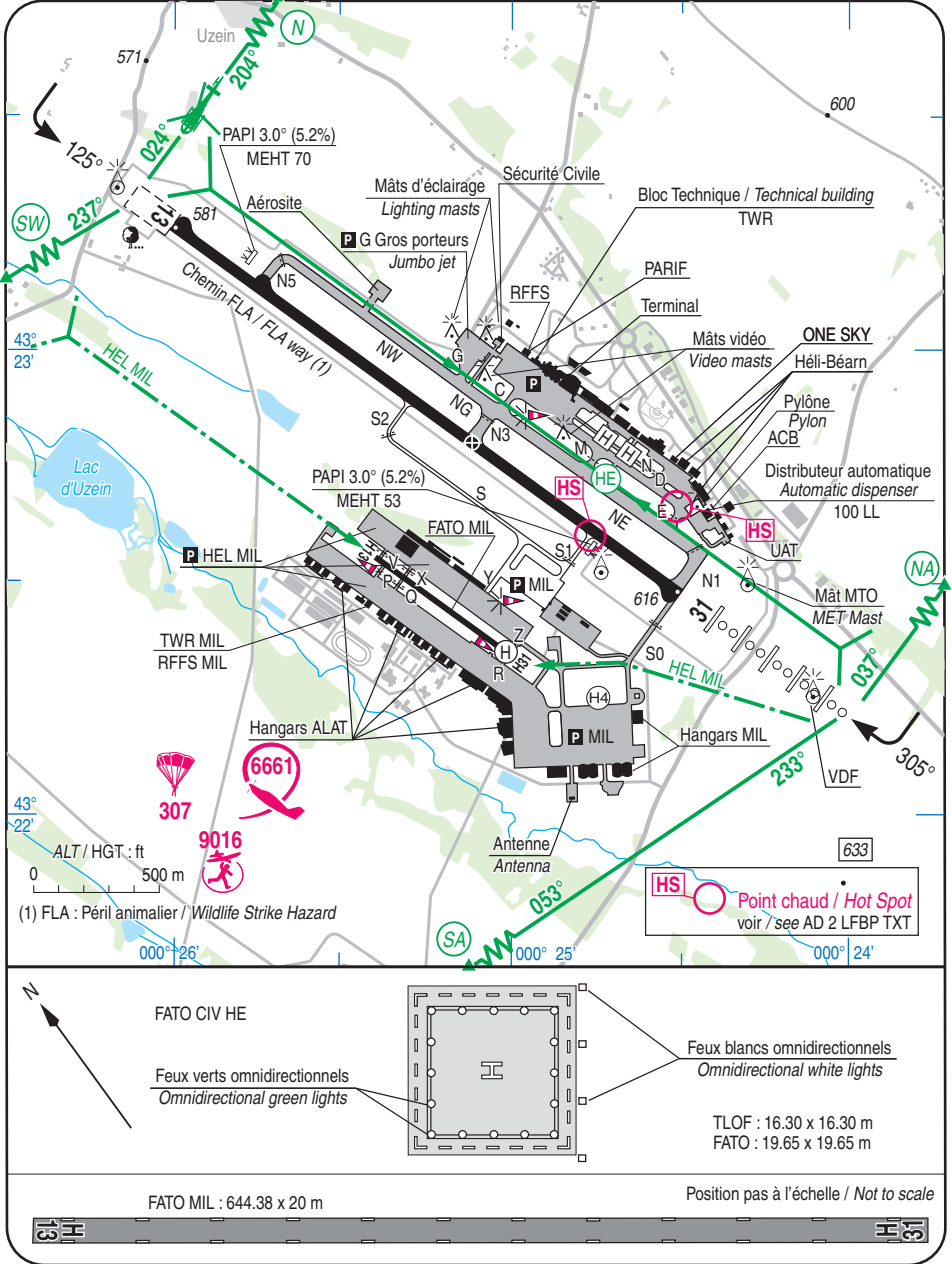 Uzein
N
571
204°
600
024°
PAPI 3.0° (5.2%)
MEHT 70
125°
Mâts d'éclairage
Lighting masts
Sécurité Civile
Bloc Technique / Technical building
TWR
SW
237°
13
581
Aérosite
P G Gros porteurs
Jumbo jet
PARIF
RFFS
Terminal
N5
Chemin FLA / FLA way (1)
43°
23'
HEL MIL
NW
G
P
Mâts vidéo
Video masts
ONE SKY
Héli-Béarn
C
NG
S2
N3
M
H
H
N
D
Pylône
Pylon
ACB
Lac
d'Uzein
PAPI 3.0° (5.2%)
MEHT 53
S
HS
HE
E
HS
Distributeur automatique
Automatic dispenser
100 LL
FATO MIL
NE
UAT
P HEL MIL
H13
V
X
P
Q
Y
P MIL
S1
616
N1
31
NA
Mât MTO
MET Mast
TWR MIL
RFFS MIL
Z
H
H31
R
S0
HEL MIL
037°
H4
Hangars ALAT
P MIL
Hangars MIL
305°
VDF
233°
307
6661
43°
22'
9016
Antenne
Antenna
ALT / HGT : ft
0 500 m
(1) FLA : Péril animalier / Wildlife Strike Hazard
053°
SA
633
HS Point chaud / Hot Spot
voir / see AD 2 LFBP TXT
000° 26' 000° 25' 000° 24'
N
FATO CIV HE
H
Feux verts omnidirectionnels
Omnidirectional green lights
Feux blancs omnidirectionnels
Omnidirectional white lights
TLOF : 16.30 x 16.30 m
FATO : 19.65 x 19.65 m
FATO MIL : 644.38 x 20 m
Position pas à l'échelle / Not to scale
13 H H 31